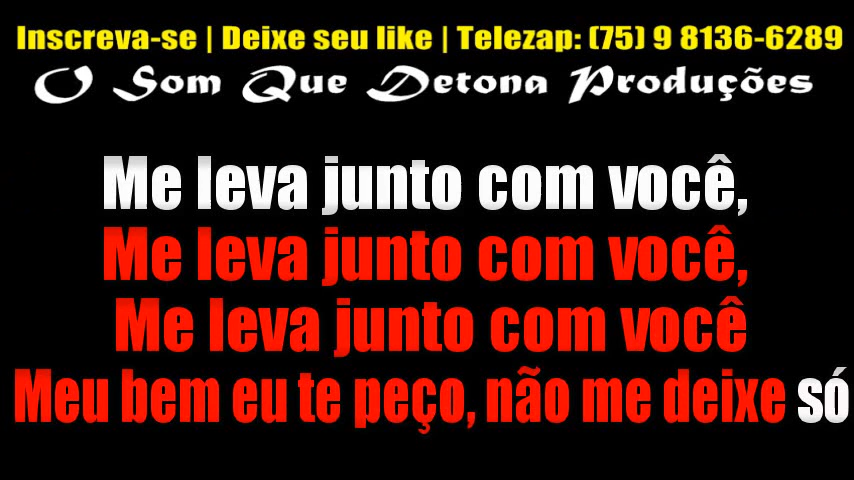 Inscreva-se | Deixe seu like | Telezap: (75) 9 8136-6289
O Som Que Detona Produções
Me leva junto com você,
Me leva junto com você,
Me leva junto com você
Meu bem eu te peço, não me deixe só